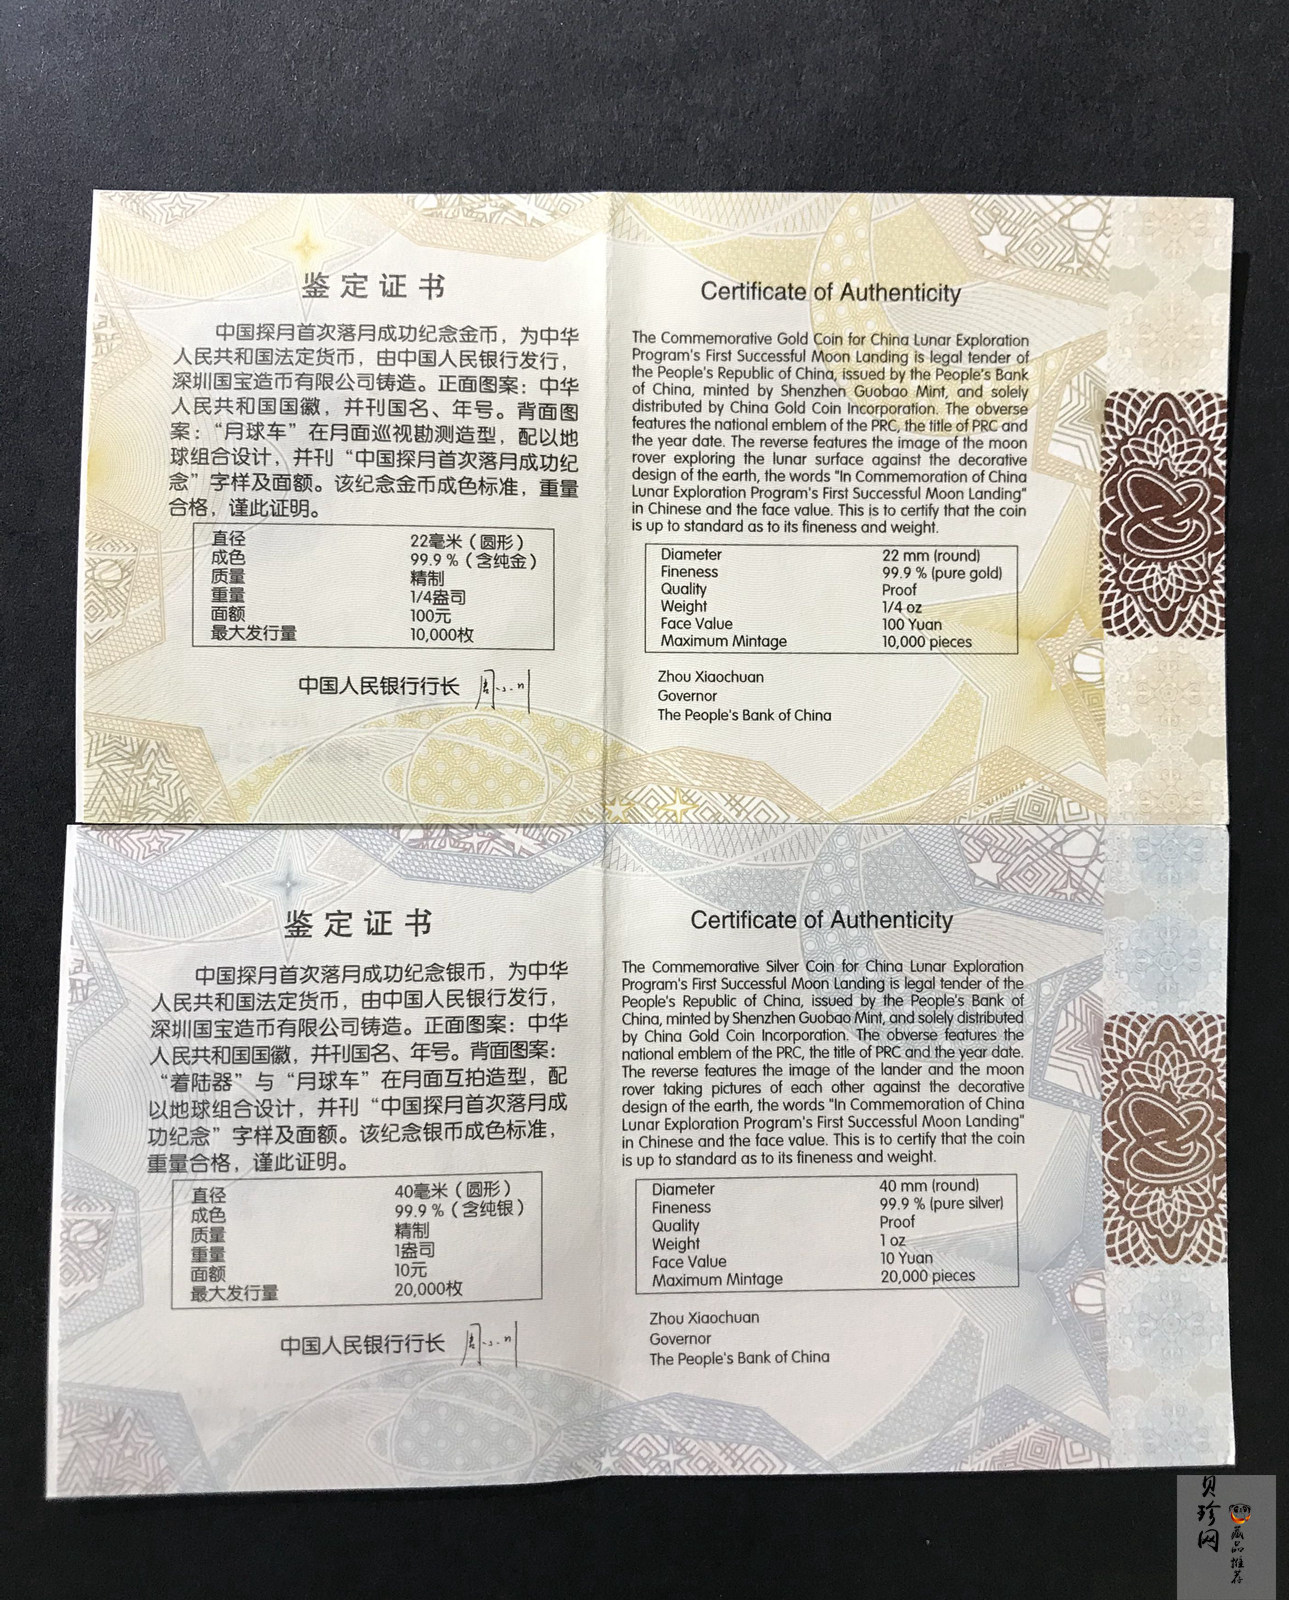 鉴定证书
中国探月首次落月成功纪念金币，为中华
人民共和国法定货币，由中国人民银行发行，
深圳国宝造币有限公司铸造。正面图案：中华
人民共和国国徽，并刊国名、年号。背面图
案：“月球车”在月面巡视勘测造型，配以地
球组合设计，并刊“中国探月首次落月成功纪
念”字样及面额。该纪念金币成色标准，重量
合格，谨此证明。
直径 22毫米（圆形）
成色 99.9 %（含纯金）
质量 精制
重量 1/4盎司
面额 100元
最大发行量 10,000枚
中国人民银行行长
Certificate of Authenticity
The Commemorative Gold Coin for China Lunar Exploration
Program's First Successful Moon Landing is legal tender of
the People's Republic of China, issued by the People's Bank
of China, minted by Shenzhen Guobao Mint, and solely
distributed by China Gold Coin Incorporation. The obverse
features the national emblem of the PRC, the title of PRC and
the year date. The reverse features the image of the moon
rover exploring the lunar surface against the decorative
design of the earth, the words "In Commemoration of China
Lunar Exploration Program's First Successful Moon Landing"
in Chinese and the face value. This is to certify that the coin
is up to standard as to its fineness and weight.
Diameter 22 mm (round)
Fineness 99.9 % (pure gold)
Quality Proof
Weight 1/4 oz
Face Value 100 Yuan
Maximum Mintage 10,000 pieces
Zhou Xiaochuan
Governor
The People's Bank of China
鉴定证书
中国探月首次落月成功纪念银币，为中华
人民共和国法定货币，由中国人民银行发行，
深圳国宝造币有限公司铸造。正面图案：中华
人民共和国国徽，并刊国名、年号。背面图案：
“着陆器”与“月球车”在月面互拍造型，配
以地球组合设计，并刊“中国探月首次落月成
功纪念”字样及面额。该纪念银币成色标准，
重量合格，谨此证明。
直径 40毫米（圆形）
成色 99.9 %（含纯银）
质量 精制
重量 1盎司
面额 10元
最大发行量 20,000枚
中国人民银行行长
Certificate of Authenticity
The Commemorative Silver Coin for China Lunar Exploration
Program's First Successful Moon Landing is legal tender of the
People's Republic of China, issued by the People's Bank of
China, minted by Shenzhen Guobao Mint, and solely distributed
by China Gold Coin Incorporation. The obverse features the
national emblem of the PRC, the title of PRC and the year date.
The reverse features the image of the lander and the moon
rover taking pictures of each other against the decorative
design of the earth, the words "In Commemoration of China
Lunar Exploration Program's First Successful Moon Landing"
in Chinese and the face value. This is to certify that the coin
is up to standard as to its fineness and weight.
Diameter 40 mm (round)
Fineness 99.9 % (pure silver)
Quality Proof
Weight 1 oz
Face Value 10 Yuan
Maximum Mintage 20,000 pieces
Zhou Xiaochuan
Governor
The People's Bank of China
贝珍网
藏品推荐